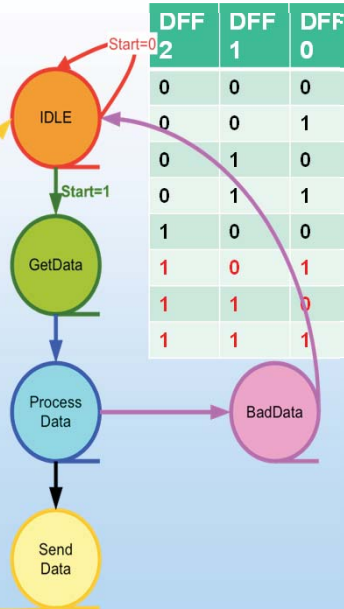 Start=0
IDLE
Start=1
GetData
Process
Data
BadData
Send
Data
DFF DFF DFF
2 1 0
0 0 0
0 0 1
0 1 0
0 1 1
1 0 0
1 0 1
1 1 0
1 1 1